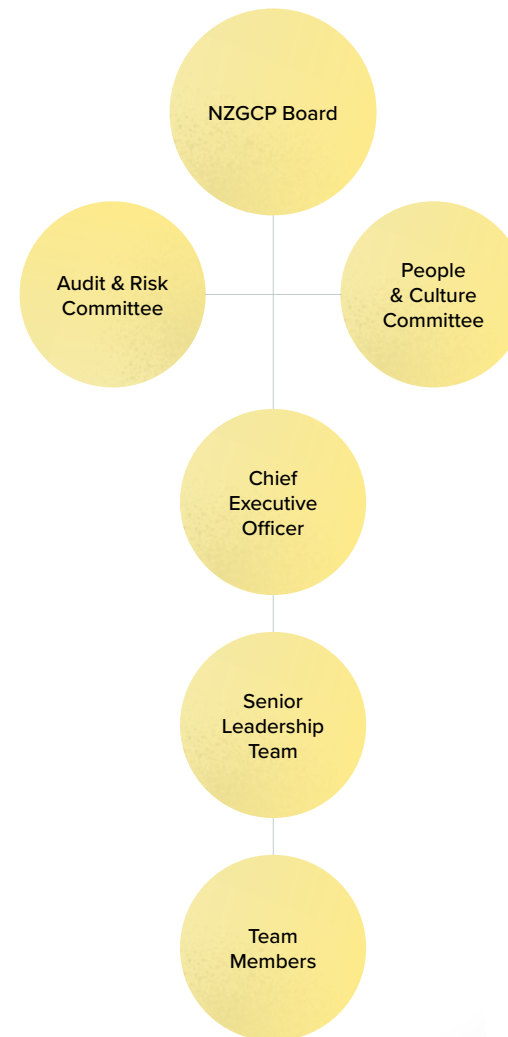 NZGCP Board
Audit & Risk
Committee
People
& Culture
Committee
Chief
Executive
Officer
Senior
Leadership
Team
Team
Members